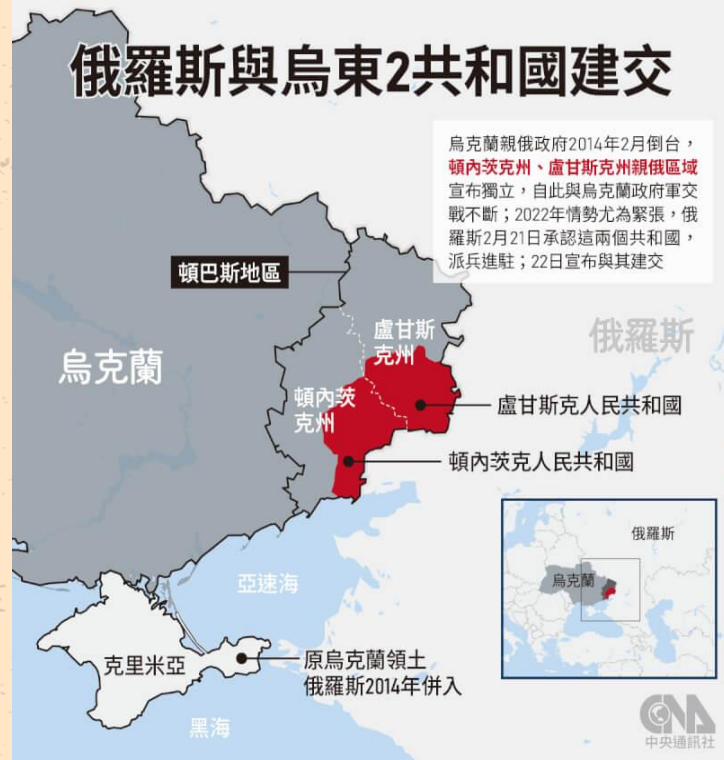 俄羅斯與烏東2共和國建交
烏克蘭親俄政府2014年2月倒台，
頓內茨克州、盧甘斯克州親俄區域
宣布獨立，自此與烏克蘭政府軍交
戰不斷；2022年情勢尤為緊張，俄
羅斯2月21日承認這兩個共和國，
派兵進駐；22日宣布與其建交
頓巴斯地區
俄羅斯
盧甘斯
克州
烏克蘭
頓內茨
克州
盧甘斯克人民共和國
頓內茨克人民共和國
俄羅斯
烏克蘭
亞速海
克里米亞
原烏克蘭領土
俄羅斯2014年併入
黑海
CNA
中央通訊社